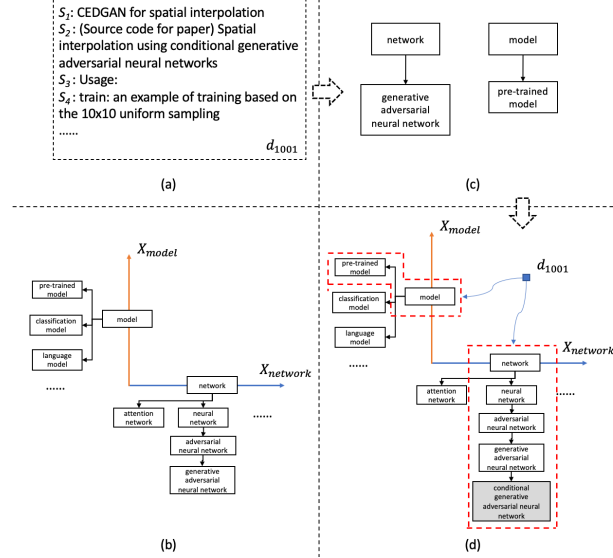 S1: CEDGAN for spatial interpolation
S2: (Source code for paper) Spatial
interpolation using conditional generative
adversarial neural networks
S3: Usage:
S4: train: an example of training based on
the 10x10 uniform sampling
......
d1001
(a)
network
generative
adversarial
neural network
model
pre-trained
model
(c)
Xmodel
pre-trained
model
classification
model
language
model
......
model
network
Xnetwork
attention
network
neural
network
......
adversarial
neural network
generative
adversarial
neural network
(b)
Xmodel
pre-trained
model
classification
model
language
model
......
model
d1001
network
Xnetwork
attention
network
neural
network
......
adversarial
neural network
generative
adversarial
neural network
conditional
generative
adversarial neural
network
(d)